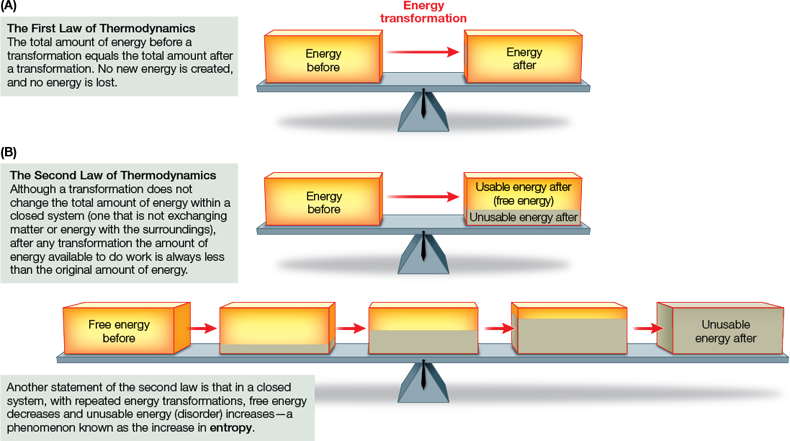 (A)
The First Law of Thermodynamics
The total amount of energy before a
transformation equals the total amount after
a transformation. No new energy is created,
and no energy is lost.
Energy
transformation
Energy
before
Energy
after
(B)
The Second Law of Thermodynamics
Although a transformation does not
change the total amount of energy within a
closed system (one that is not exchanging
matter or energy with the surroundings),
after any transformation the amount of
energy available to do work is always less
than the original amount of energy.
Energy
before
Usable energy after
(free energy)
Unusable energy after
Free energy
before
Unusable
energy after
Another statement of the second law is that in a closed
system, with repeated energy transformations, free energy
decreases and unusable energy (disorder) increases—a
phenomenon known as the increase in entropy.